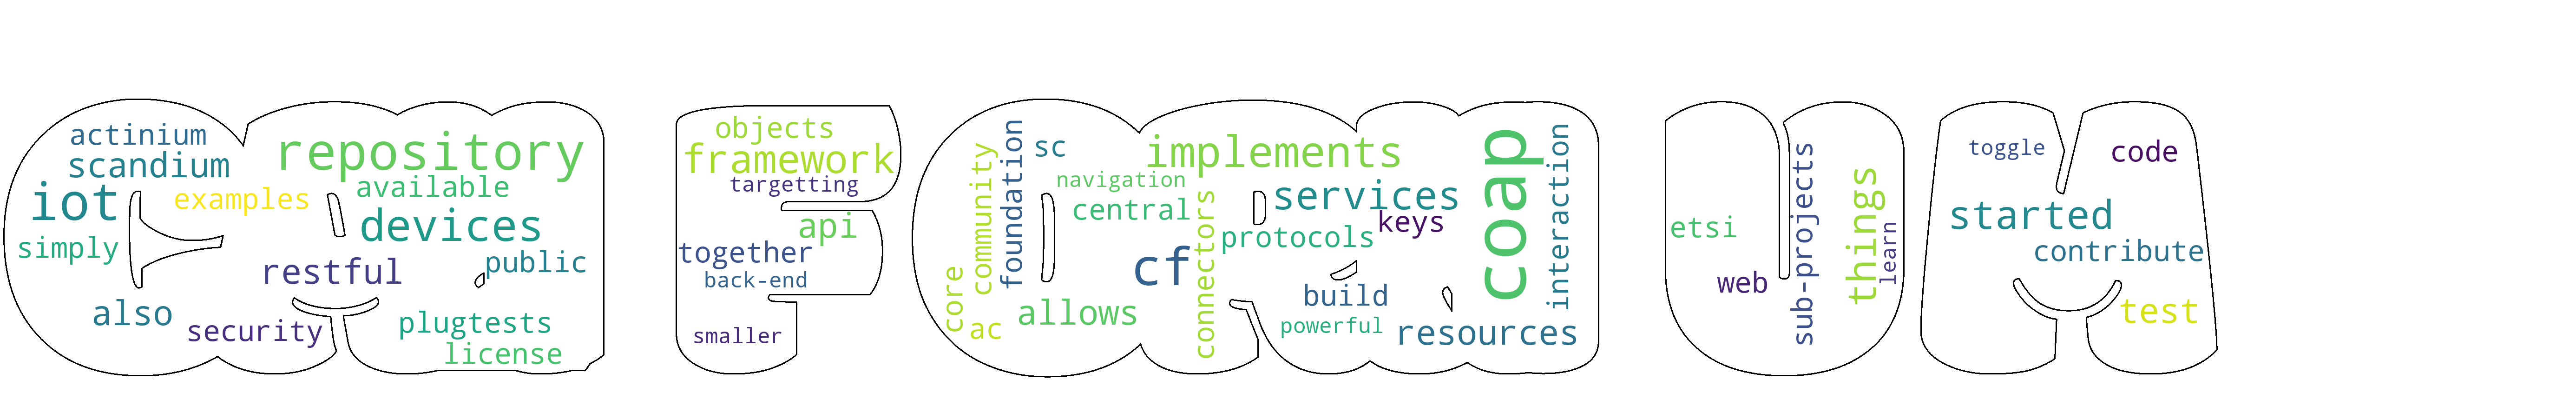 actinium
scandium
iot
examples
simply
also
security
repository
available
devices
restful
public
plugtests
license
objects
framework
targetting
api
together
back-end
smaller
core
community
foundation
sc
ac
navigation
central
cf
allows
connectors
implements
services
keys
protocols
build
powerful
resources
coap
interaction
etsi
web
sub-projects
things
learn
toggle
code
started
contribute
test